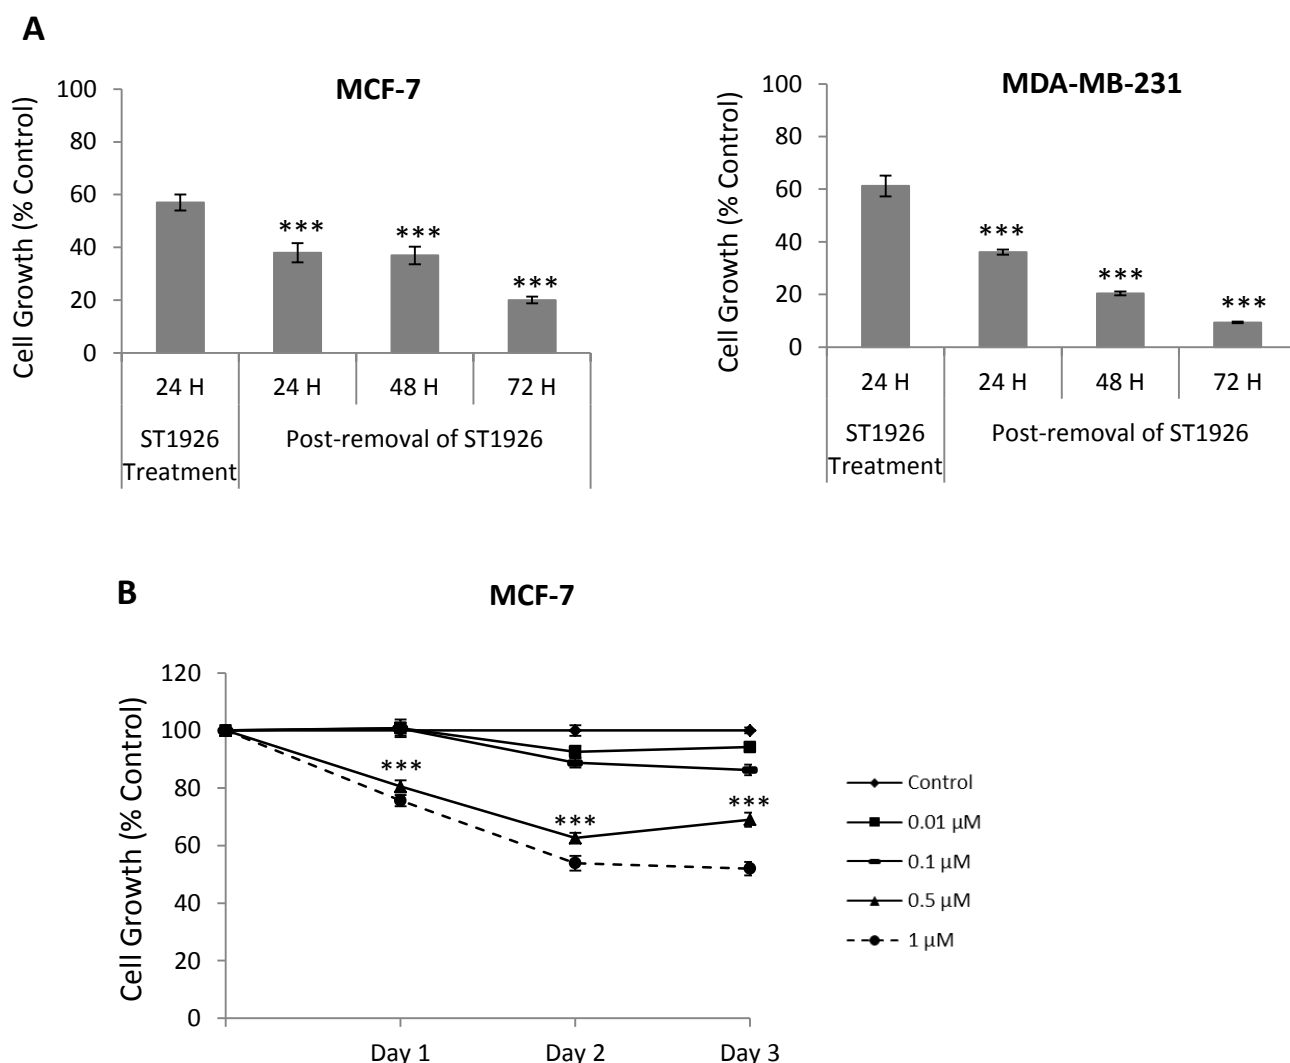 A
MCF-7
Cell Growth (% Control)
100
80
60
40
20
0
***
***
***
24 H
24 H
48 H
72 H
ST1926
Treatment
Post-removal of ST1926
MDA-MB-231
Cell Growth (% Control)
100
80
60
40
20
0
***
***
***
24 H
24 H
48 H
72 H
ST1926
Treatment
Post-removal of ST1926
B
MCF-7
Cell Growth (% Control)
120
100
80
60
40
20
0
***
***
***
Day 1
Day 2
Day 3
Control
0.01 µM
0.1 µM
0.5 µM
1 µM